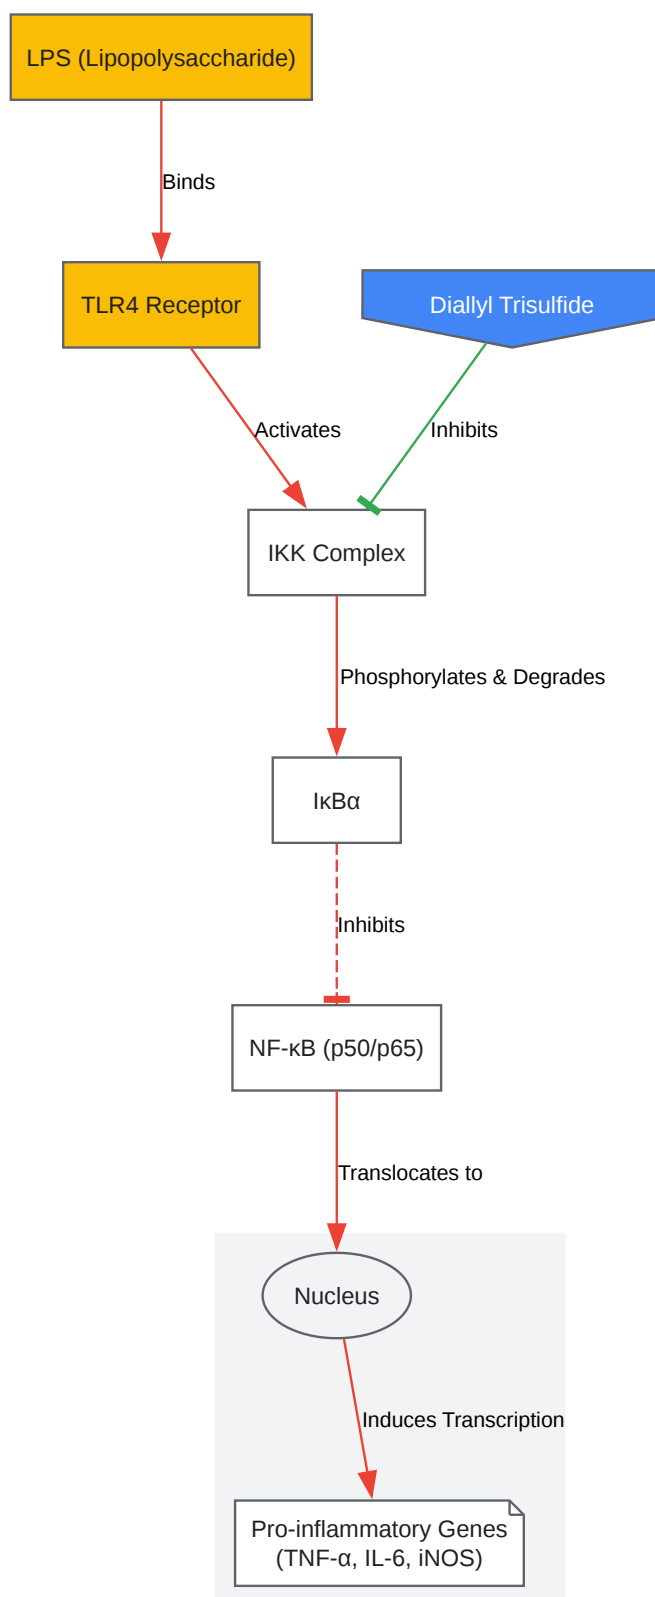 LPS (Lipopolysaccharide)
Binds
TLR4 Receptor
Diallyl Trisulfide
Activates
Inhibits
IKK Complex
Phosphorylates & Degrades
IκBα
Inhibits
NF-κB (p50/p65)
Translocates to
Nucleus
Induces Transcription
Pro-inflammatory Genes
(TNF-α, IL-6, iNOS)